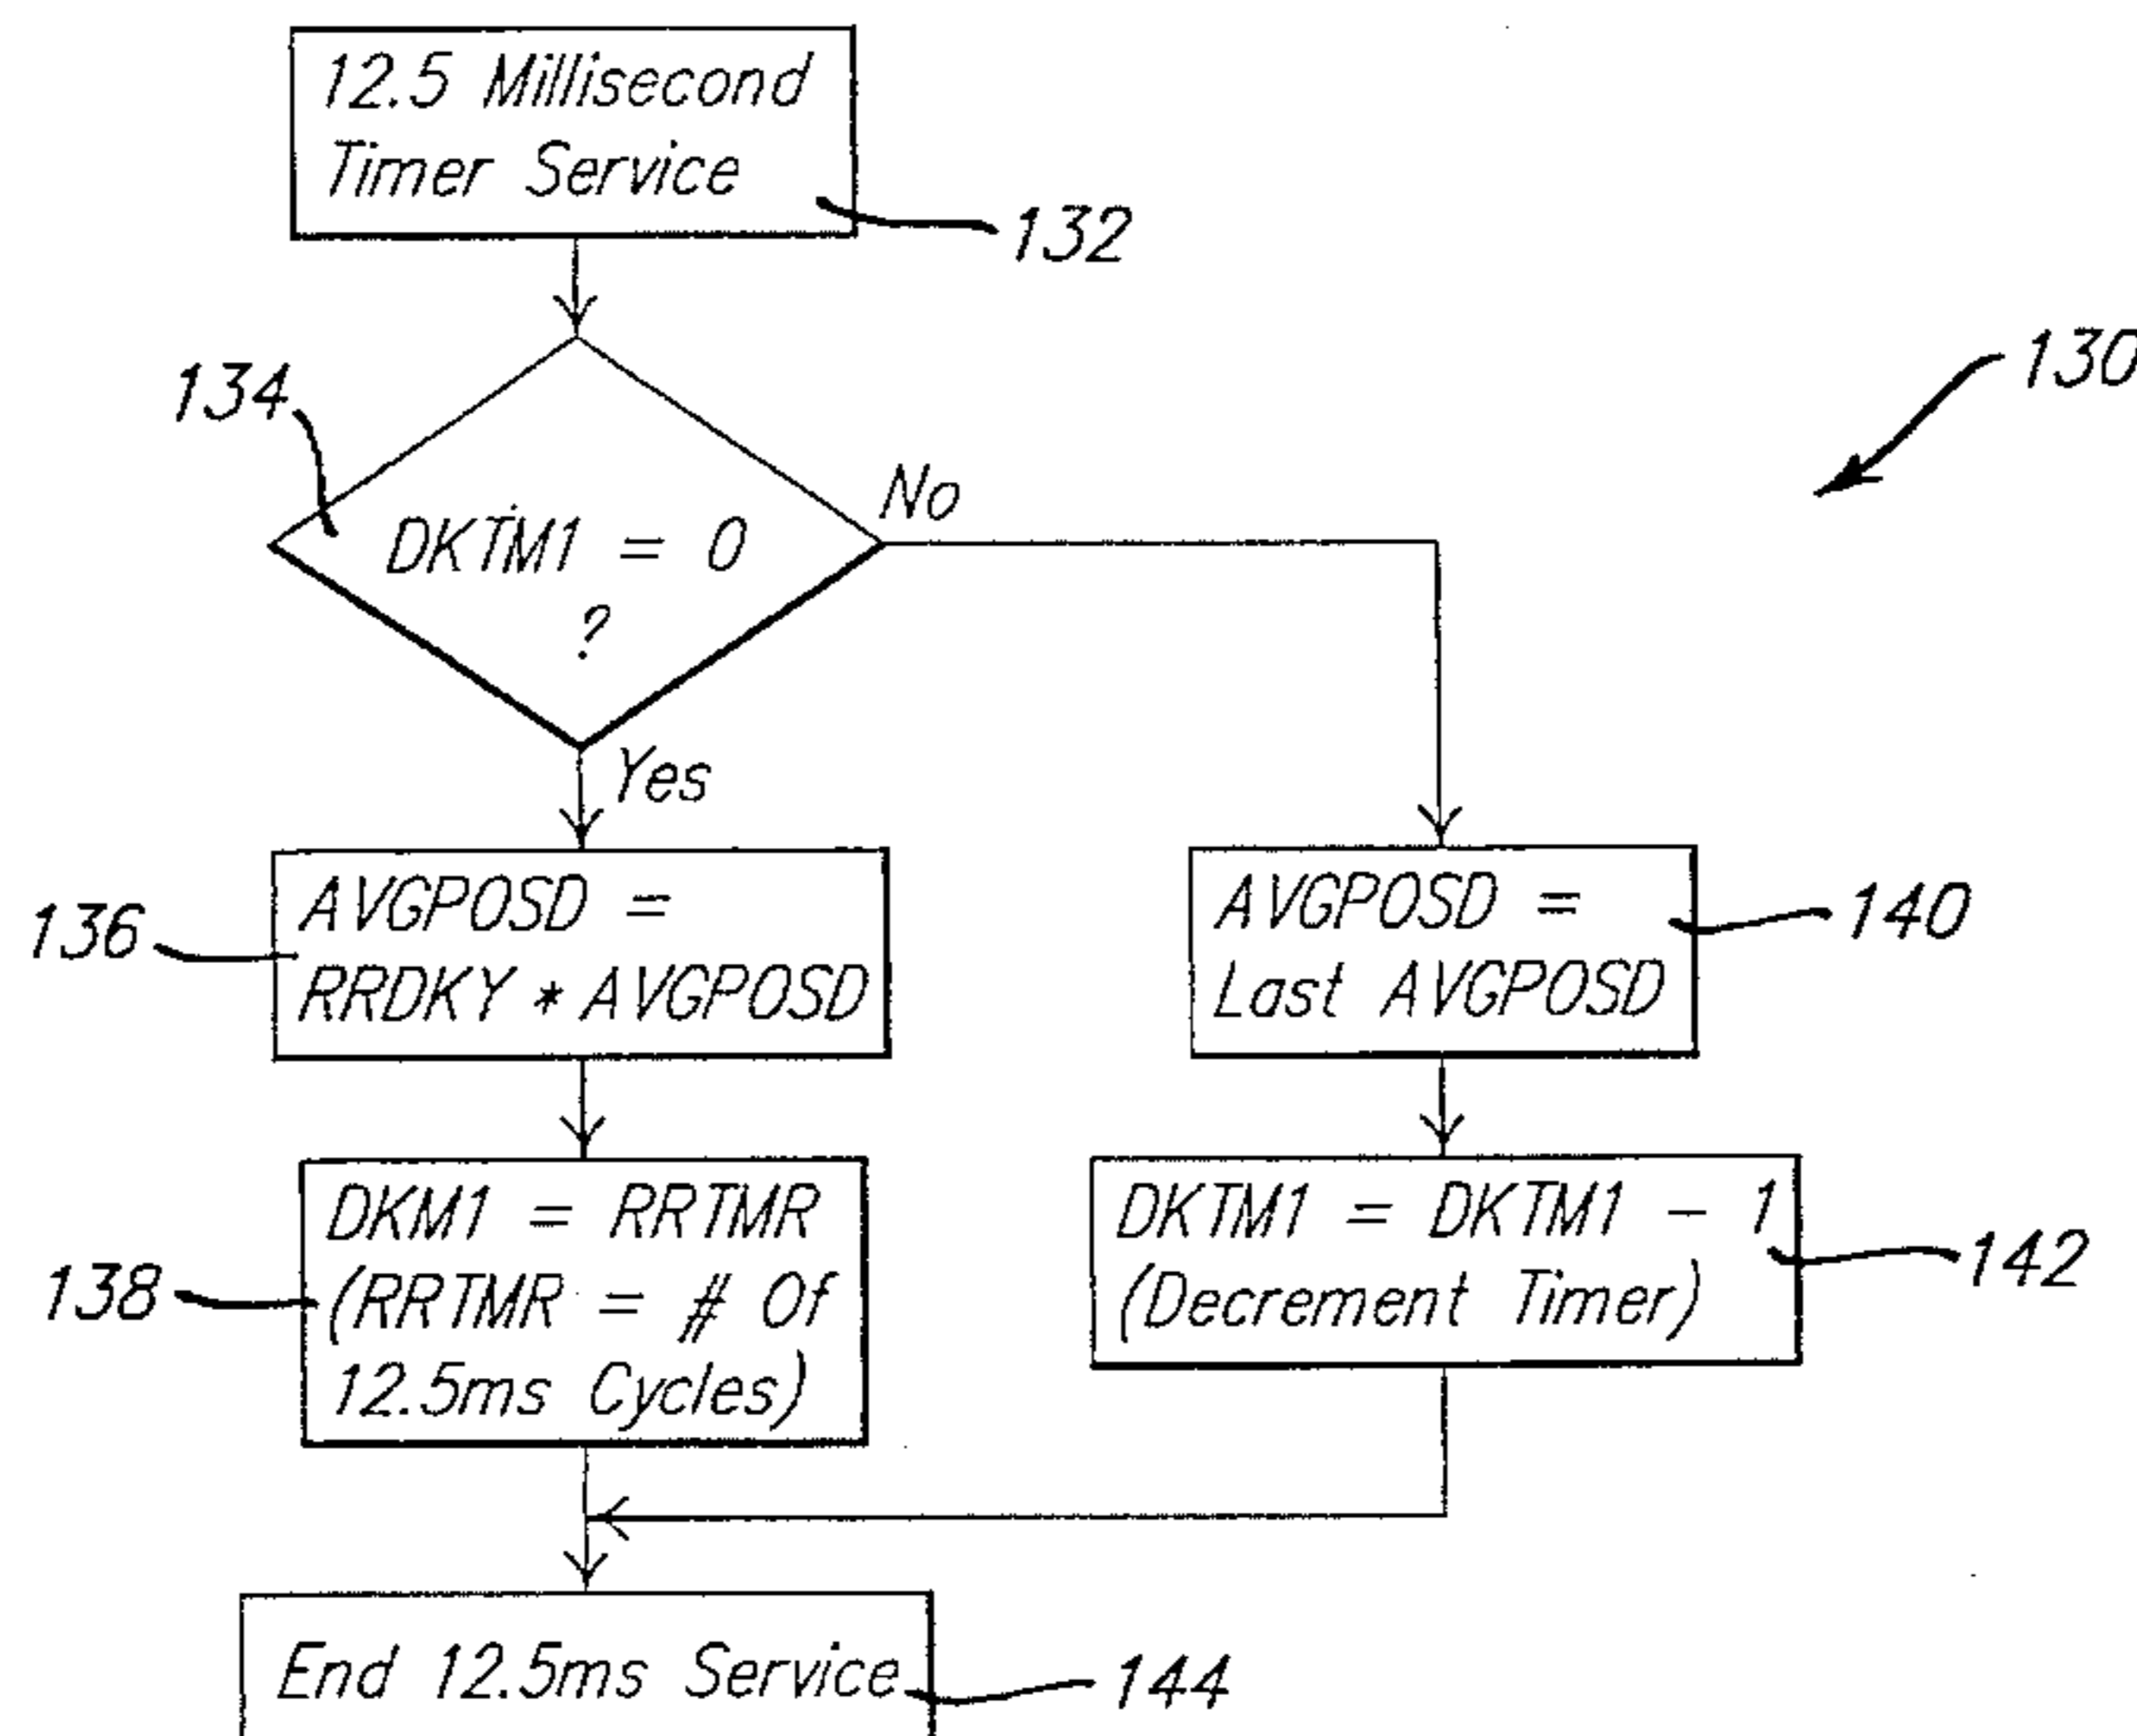 12.5 Millisecond
Timer Service
132
130
134
No
DKTM1 = 0
?
Yes
136
AVGPOSD =
RRDKY * AVGPOSD
AVGPOSD =
Last AVGPOSD
140
138
DKM1 = RRTMR
(RRTMR = # Of
12.5ms Cycles)
DKTM1 = DKTM1 - 1
(Decrement Timer)
142
End 12.5ms Service
144